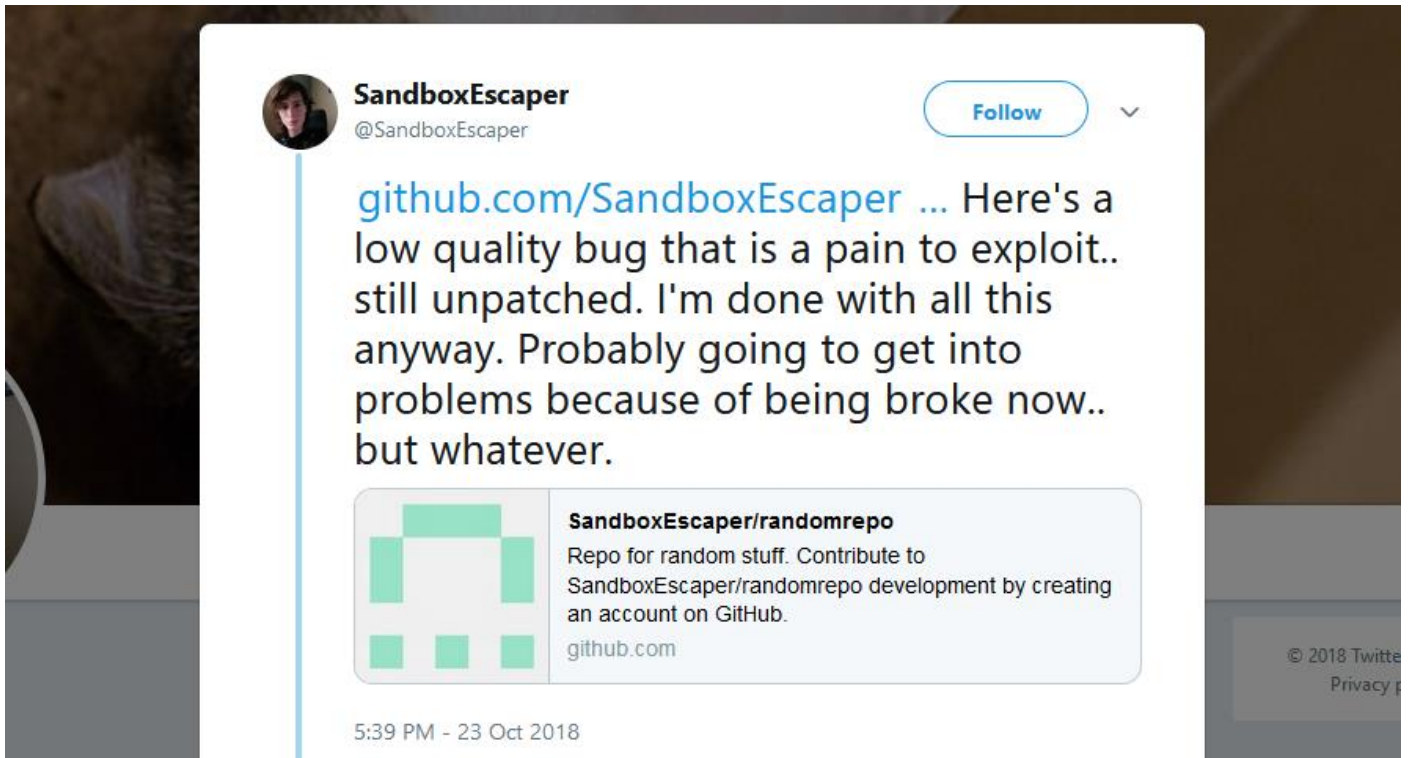 SandboxEscaper
@SandboxEscaper
Follow
github.com/SandboxEscaper ... Here's a
low quality bug that is a pain to exploit..
still unpatched. I'm done with all this
anyway. Probably going to get into
problems because of being broke now..
but whatever.
SandboxEscaper/randomrepo
Repo for random stuff. Contribute to
SandboxEscaper/randomrepo development by creating
an account on GitHub.
github.com
5:39 PM - 23 Oct 2018
© 2018 Twitte
Privacy p